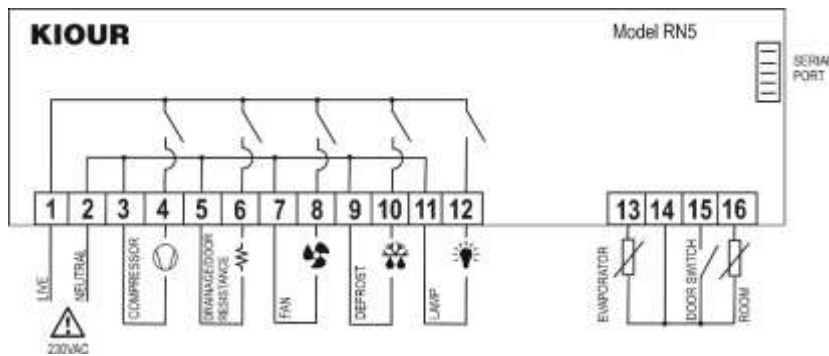 KIOUR
Model RN5
SERIAL
PORT
1 2 3 4 5 6 7 8 9 10 11 12
13 14 15 16
LIVE
NEUTRAL
COMPRESSOR
DRAINAGE/DOOR
RESISTANCE
FAN
DEFROST
LAMP
EVAPORATOR
DOOR SWITCH
ROOM
230VAC